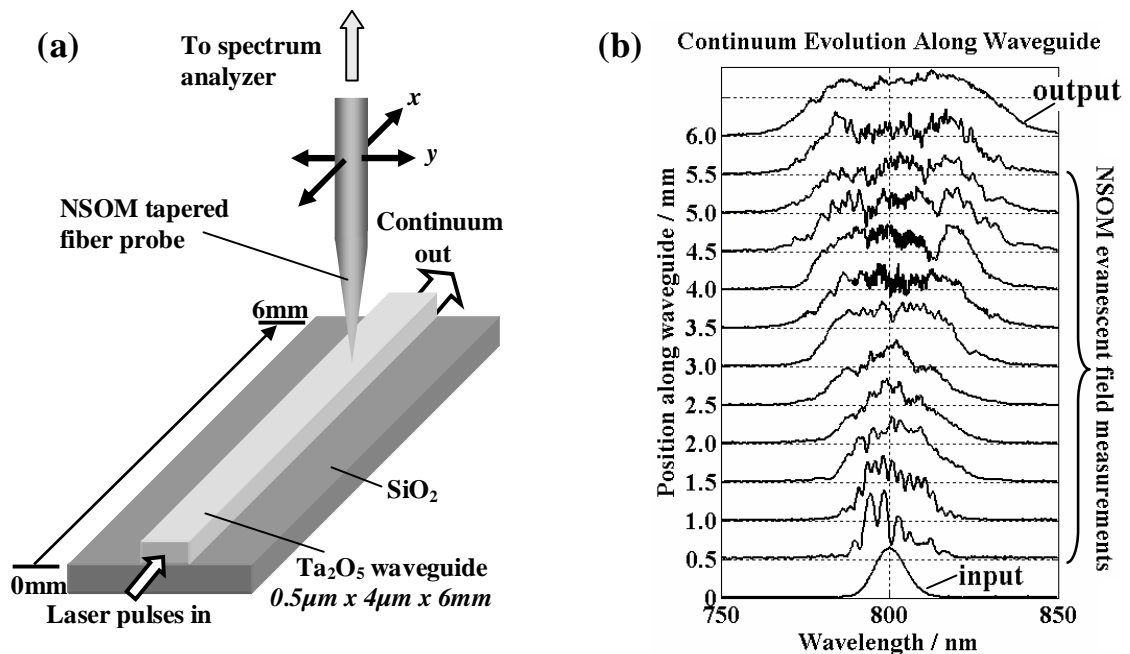 (a)
To spectrum
analyzer
x
y
NSOM tapered
fiber probe
Continuum
out
6mm
SiO2
0mm
Ta2O5 waveguide
0.5μm x 4μm x 6mm
Laser pulses in
(b)
Continuum Evolution Along Waveguide
output
6.0
5.5
5.0
4.5
4.0
3.5
3.0
2.5
2.0
1.5
1.0
0.5
0
Position along waveguide / mm
NSOM evanescent field measurements
input
750
800
850
Wavelength / nm